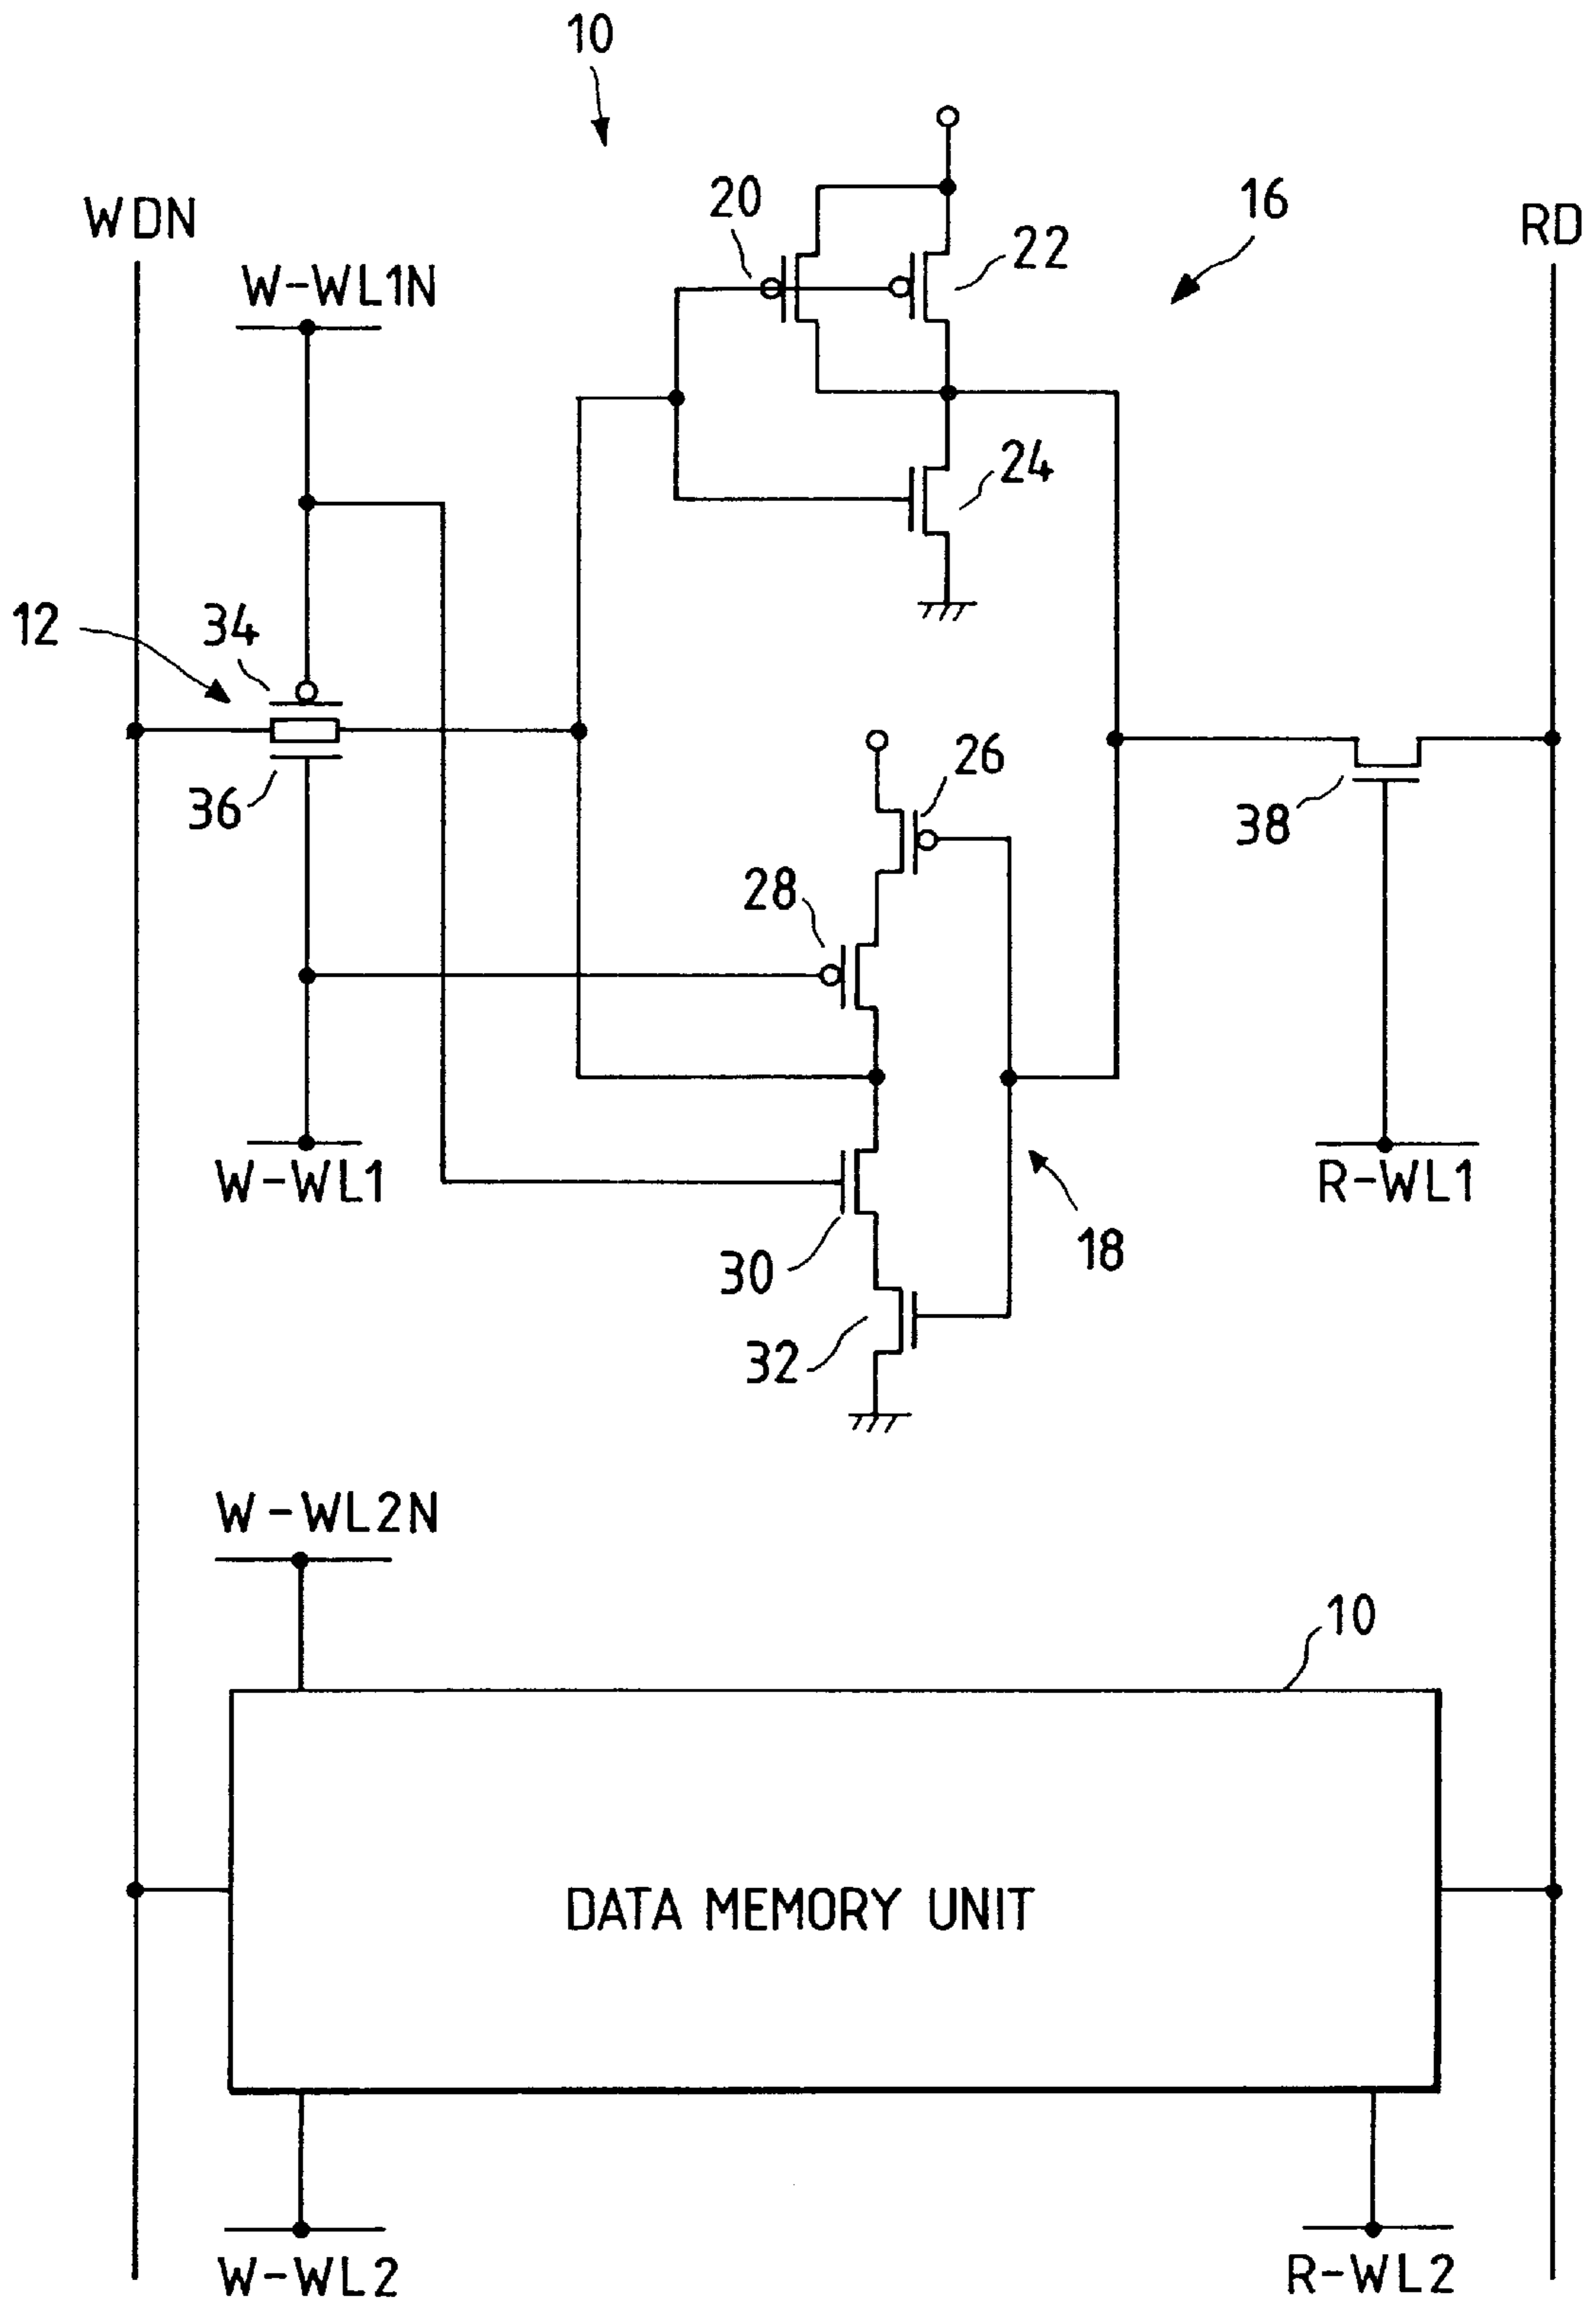 10
20
16
WDN
RD
22
W-WL1N
24
12
34
26
36
38
28
W-WL1
R-WL1
18
30
32
W-WL2N
10
DATA MEMORY UNIT
W-WL2
R-WL2